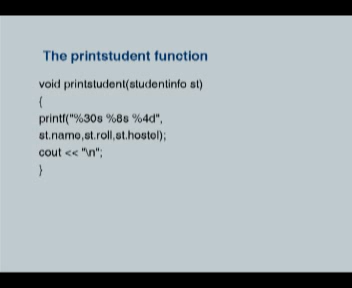 The printstudent function
void printstudent(studentinfo st)
{
printf("%30s %8s %4d",
st.name,st.roll,st.hostel);
cout << "\n";
}